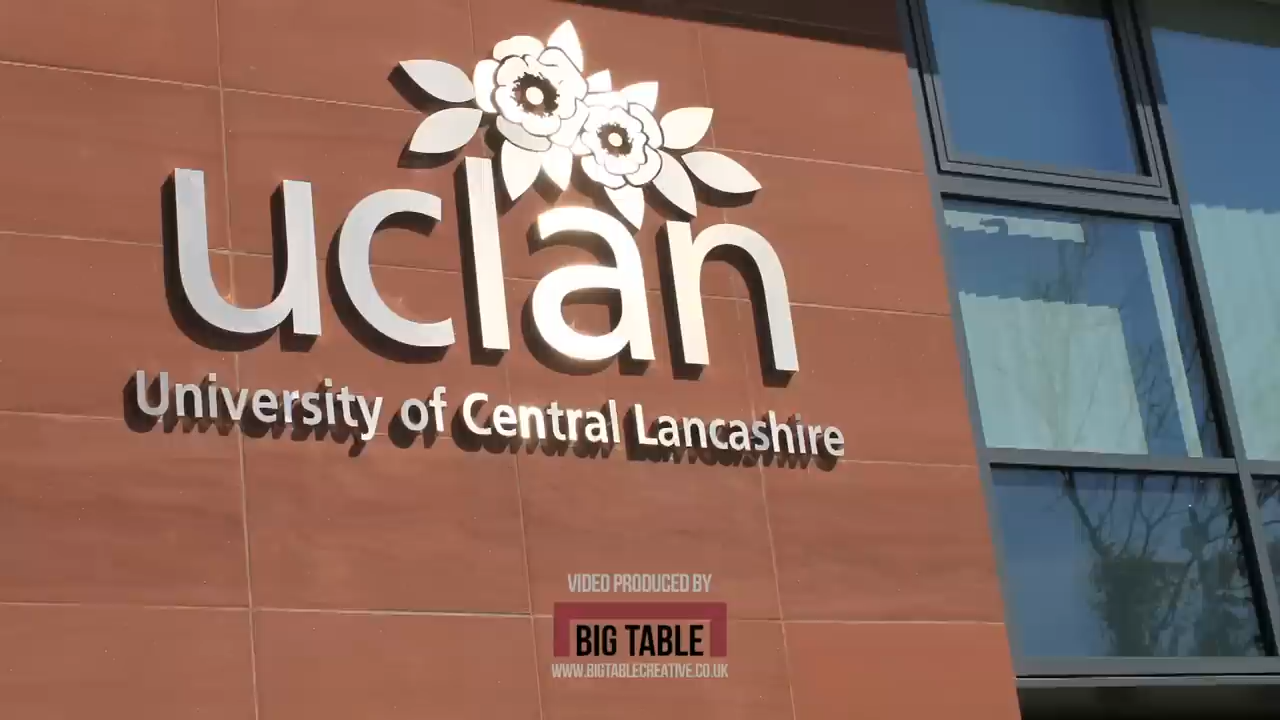 uclan
University of Central Lancashire
VIDEO PRODUCED BY
BIG TABLE
WWW.BIGTABLECREATIVE.CO.UK